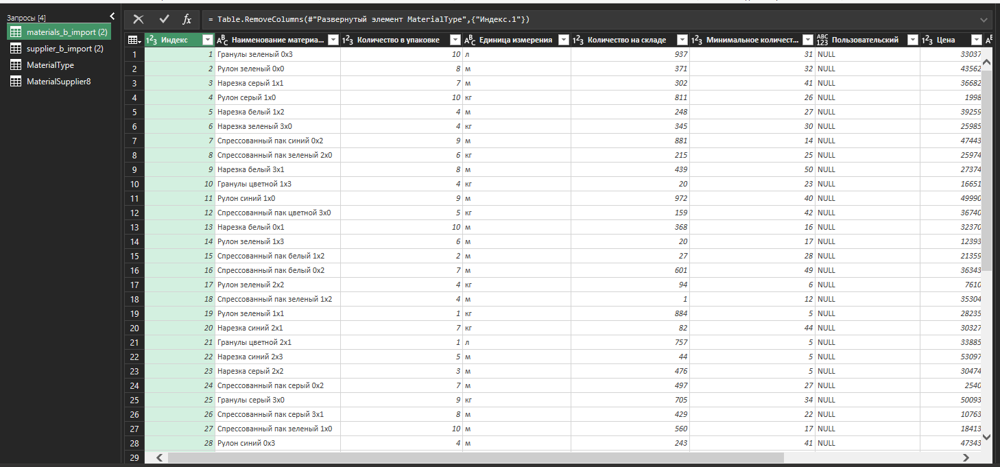 Запросы [4]
materials_b_import (2)
supplier_b_import (2)
MaterialType
MaterialSupplier8
fx = Table.RemoveColumns(#"Развернутый элемент MaterialType",{"Индекс.1"})
1²3 Индекс ABC Наименование материа... 1²3 Количество в упаковке ABC Единица измерения 1²3 Количество на складе 1²3 Минимальное количест... ABC 123 Пользовательский 1²3 Цена
1 1 Гранулы зеленый 0x3 10 л 937 31 NULL 33037
2 2 Рулон зеленый 0x0 8 м 371 32 NULL 43562
3 3 Нарезка серый 1x1 7 м 302 41 NULL 36682
4 4 Рулон серый 1x0 10 кг 811 26 NULL 1998
5 5 Нарезка белый 1x2 4 м 248 27 NULL 39259
6 6 Нарезка зеленый 3x0 4 кг 345 30 NULL 25985
7 7 Спрессованный пак синий 0x2 9 м 881 14 NULL 47443
8 8 Спрессованный пак зеленый 2x0 6 кг 215 25 NULL 25974
9 9 Нарезка белый 3x1 8 м 439 50 NULL 27374
10 10 Гранулы цветной 1x3 4 кг 20 23 NULL 16651
11 11 Рулон синий 1x0 9 м 972 40 NULL 49990
12 12 Спрессованный пак цветной 3x0 5 кг 159 42 NULL 36740
13 13 Нарезка белый 0x1 10 м 368 16 NULL 32370
14 14 Рулон зеленый 1x3 6 м 20 17 NULL 12393
15 15 Спрессованный пак белый 1x2 2 м 27 28 NULL 21359
16 16 Спрессованный пак белый 0x2 7 м 601 49 NULL 36343
17 17 Рулон зеленый 2x2 4 кг 94 6 NULL 7610
18 18 Спрессованный пак зеленый 1x2 4 м 1 12 NULL 35304
19 19 Рулон зеленый 1x1 1 кг 884 5 NULL 28235
20 20 Нарезка синий 2x1 7 кг 82 44 NULL 30327
21 21 Гранулы цветной 2x1 1 л 757 5 NULL 33885
22 22 Нарезка синий 2x3 5 м 44 5 NULL 53097
23 23 Нарезка серый 2x2 3 м 476 5 NULL 30474
24 24 Спрессованный пак серый 0x2 7 м 497 27 NULL 2540
25 25 Гранулы серый 3x0 9 кг 705 34 NULL 50093
26 26 Спрессованный пак серый 3x1 8 м 429 22 NULL 10763
27 27 Спрессованный пак зеленый 1x0 10 м 560 17 NULL 18413
28 28 Рулон синий 0x3 4 м 243 41 NULL 47343
29